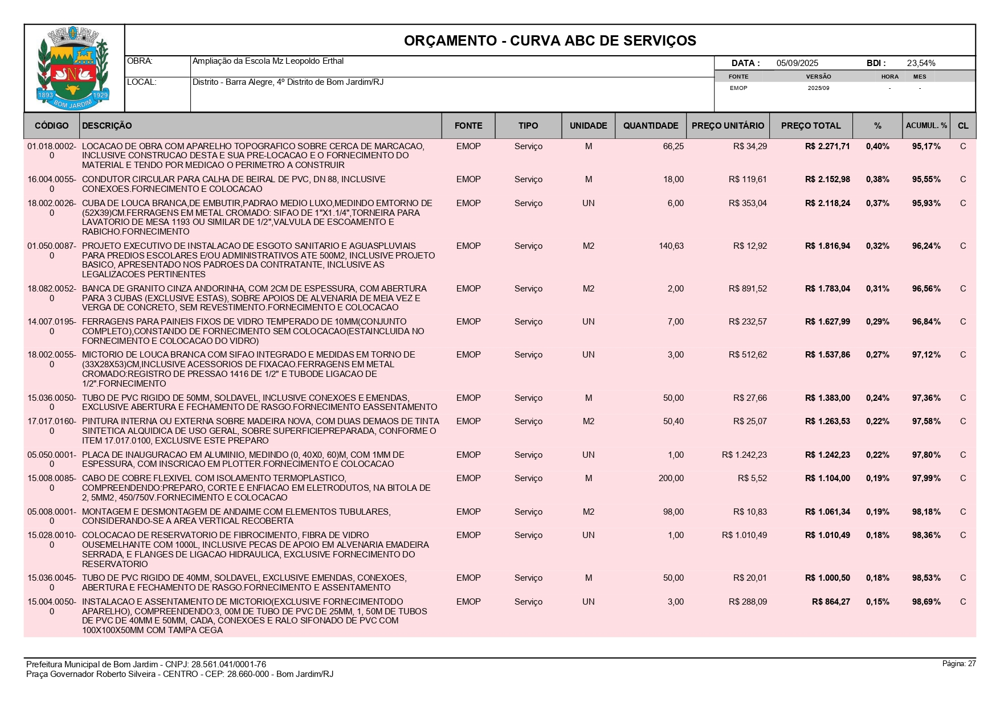 ORÇAMENTO - CURVA ABC DE SERVIÇOS
1893 N 1929
BOM JARDIM
OBRA: Ampliação da Escola Mz Leopoldo Erthal
LOCAL: Distrito - Barra Alegre, 4º Distrito de Bom Jardim/RJ
DATA : 05/09/2025 BDI : 23,54%
FONTE VERSÃO HORA MES
EMOP 2025/09 - -
CÓDIGO DESCRIÇÃO FONTE TIPO UNIDADE QUANTIDADE PREÇO UNITÁRIO PREÇO TOTAL % ACUMUL. % CL
01.018.0002- LOCACAO DE OBRA COM APARELHO TOPOGRAFICO SOBRE CERCA DE MARCACAO, EMOP Serviço M 66,25 R$ 34,29 R$ 2.271,71 0,40% 95,17% C
0 INCLUSIVE CONSTRUCAO DESTA E SUA PRE-LOCACAO E O FORNECIMENTO DO
MATERIAL E TENDO POR MEDICAO O PERIMETRO A CONSTRUIR
16.004.0055- CONDUTOR CIRCULAR PARA CALHA DE BEIRAL DE PVC, DN 88, INCLUSIVE EMOP Serviço M 18,00 R$ 119,61 R$ 2.152,98 0,38% 95,55% C
0 CONEXOES.FORNECIMENTO E COLOCACAO
18.002.0026- CUBA DE LOUCA BRANCA,DE EMBUTIR,PADRAO MEDIO LUXO,MEDINDO EMTORNO DE EMOP Serviço UN 6,00 R$ 353,04 R$ 2.118,24 0,37% 95,93% C
0 (52X39)CM.FERRAGENS EM METAL CROMADO: SIFAO DE 1"X1.1/4",TORNEIRA PARA
LAVATORIO DE MESA 1193 OU SIMILAR DE 1/2",VALVULA DE ESCOAMENTO E
RABICHO.FORNECIMENTO
01.050.0087- PROJETO EXECUTIVO DE INSTALACAO DE ESGOTO SANITARIO E AGUASPLUVIAIS EMOP Serviço M2 140,63 R$ 12,92 R$ 1.816,94 0,32% 96,24% C
0 PARA PREDIOS ESCOLARES E/OU ADMINISTRATIVOS ATE 500M2, INCLUSIVE PROJETO
BASICO, APRESENTADO NOS PADROES DA CONTRATANTE, INCLUSIVE AS
LEGALIZACOES PERTINENTES
18.082.0052- BANCA DE GRANITO CINZA ANDORINHA, COM 2CM DE ESPESSURA, COM ABERTURA EMOP Serviço M2 2,00 R$ 891,52 R$ 1.783,04 0,31% 96,56% C
0 PARA 3 CUBAS (EXCLUSIVE ESTAS), SOBRE APOIOS DE ALVENARIA DE MEIA VEZ E
VERGA DE CONCRETO, SEM REVESTIMENTO.FORNECIMENTO E COLOCACAO
14.007.0195- FERRAGENS PARA PAINEIS FIXOS DE VIDRO TEMPERADO DE 10MM(CONJUNTO EMOP Serviço UN 7,00 R$ 232,57 R$ 1.627,99 0,29% 96,84% C
0 COMPLETO),CONSTANDO DE FORNECIMENTO SEM COLOCACAO(ESTAINCLUIDA NO
FORNECIMENTO E COLOCACAO DO VIDRO)
18.002.0055- MICTORIO DE LOUCA BRANCA COM SIFAO INTEGRADO E MEDIDAS EM TORNO DE EMOP Serviço UN 3,00 R$ 512,62 R$ 1.537,86 0,27% 97,12% C
0 (33X28X53)CM,INCLUSIVE ACESSORIOS DE FIXACAO.FERRAGENS EM METAL
CROMADO:REGISTRO DE PRESSAO 1416 DE 1/2" E TUBODE LIGACAO DE
1/2".FORNECIMENTO
15.036.0050- TUBO DE PVC RIGIDO DE 50MM, SOLDAVEL, INCLUSIVE CONEXOES E EMENDAS, EMOP Serviço M 50,00 R$ 27,66 R$ 1.383,00 0,24% 97,36% C
0 EXCLUSIVE ABERTURA E FECHAMENTO DE RASGO.FORNECIMENTO EASSENTAMENTO
17.017.0160- PINTURA INTERNA OU EXTERNA SOBRE MADEIRA NOVA, COM DUAS DEMAOS DE TINTA EMOP Serviço M2 50,40 R$ 25,07 R$ 1.263,53 0,22% 97,58% C
0 SINTETICA ALQUIDICA DE USO GERAL, SOBRE SUPERFICIEPREPARADA, CONFORME O
ITEM 17.017.0100, EXCLUSIVE ESTE PREPARO
05.050.0001- PLACA DE INAUGURACAO EM ALUMINIO, MEDINDO (0, 40X0, 60)M, COM 1MM DE EMOP Serviço UN 1,00 R$ 1.242,23 R$ 1.242,23 0,22% 97,80% C
0 ESPESSURA, COM INSCRICAO EM PLOTTER.FORNECIMENTO E COLOCACAO
15.008.0085- CABO DE COBRE FLEXIVEL COM ISOLAMENTO TERMOPLASTICO, EMOP Serviço M 200,00 R$ 5,52 R$ 1.104,00 0,19% 97,99% C
0 COMPREENDENDO:PREPARO, CORTE E ENFIACAO EM ELETRODUTOS, NA BITOLA DE
2, 5MM2, 450/750V.FORNECIMENTO E COLOCACAO
05.008.0001- MONTAGEM E DESMONTAGEM DE ANDAIME COM ELEMENTOS TUBULARES, EMOP Serviço M2 98,00 R$ 10,83 R$ 1.061,34 0,19% 98,18% C
0 CONSIDERANDO-SE A AREA VERTICAL RECOBERTA
15.028.0010- COLOCACAO DE RESERVATORIO DE FIBROCIMENTO, FIBRA DE VIDRO EMOP Serviço UN 1,00 R$ 1.010,49 R$ 1.010,49 0,18% 98,36% C
0 OUSEMELHANTE COM 1000L, INCLUSIVE PECAS DE APOIO EM ALVENARIA EMADEIRA
SERRADA, E FLANGES DE LIGACAO HIDRAULICA, EXCLUSIVE FORNECIMENTO DO
RESERVATORIO
15.036.0045- TUBO DE PVC RIGIDO DE 40MM, SOLDAVEL, EXCLUSIVE EMENDAS, CONEXOES, EMOP Serviço M 50,00 R$ 20,01 R$ 1.000,50 0,18% 98,53% C
0 ABERTURA E FECHAMENTO DE RASGO.FORNECIMENTO E ASSENTAMENTO
15.004.0050- INSTALACAO E ASSENTAMENTO DE MICTORIO(EXCLUSIVE FORNECIMENTODO EMOP Serviço UN 3,00 R$ 288,09 R$ 864,27 0,15% 98,69% C
0 APARELHO), COMPREENDENDO:3, 00M DE TUBO DE PVC DE 25MM, 1, 50M DE TUBOS
DE PVC DE 40MM E 50MM, CADA, CONEXOES E RALO SIFONADO DE PVC COM
100X100X50MM COM TAMPA CEGA
Prefeitura Municipal de Bom Jardim - CNPJ: 28.561.041/0001-76 Página: 27
Praça Governador Roberto Silveira - CENTRO - CEP: 28.660-000 - Bom Jardim/RJ